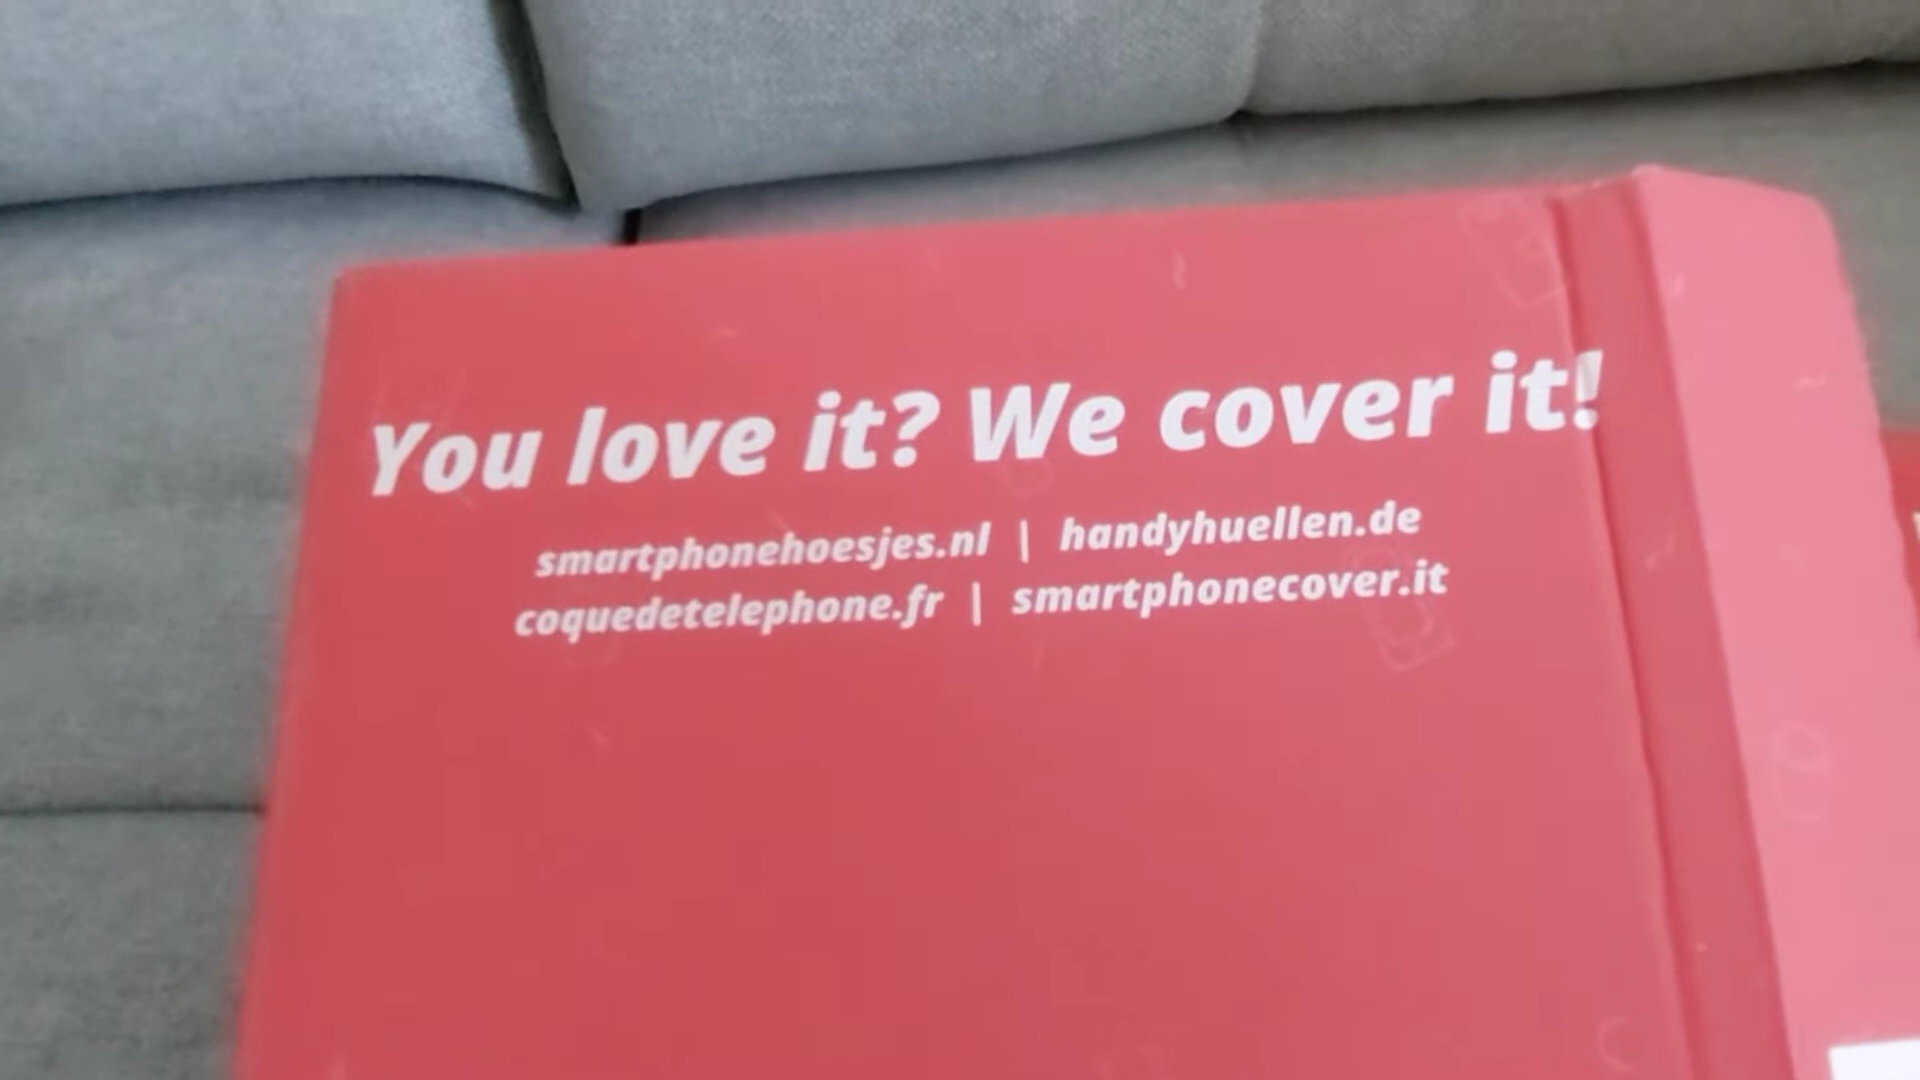 You love it? We cover it!
smartphonehoesjes.nl | handyhuellen.de
coquedetelephone.fr | smartphonecover.it